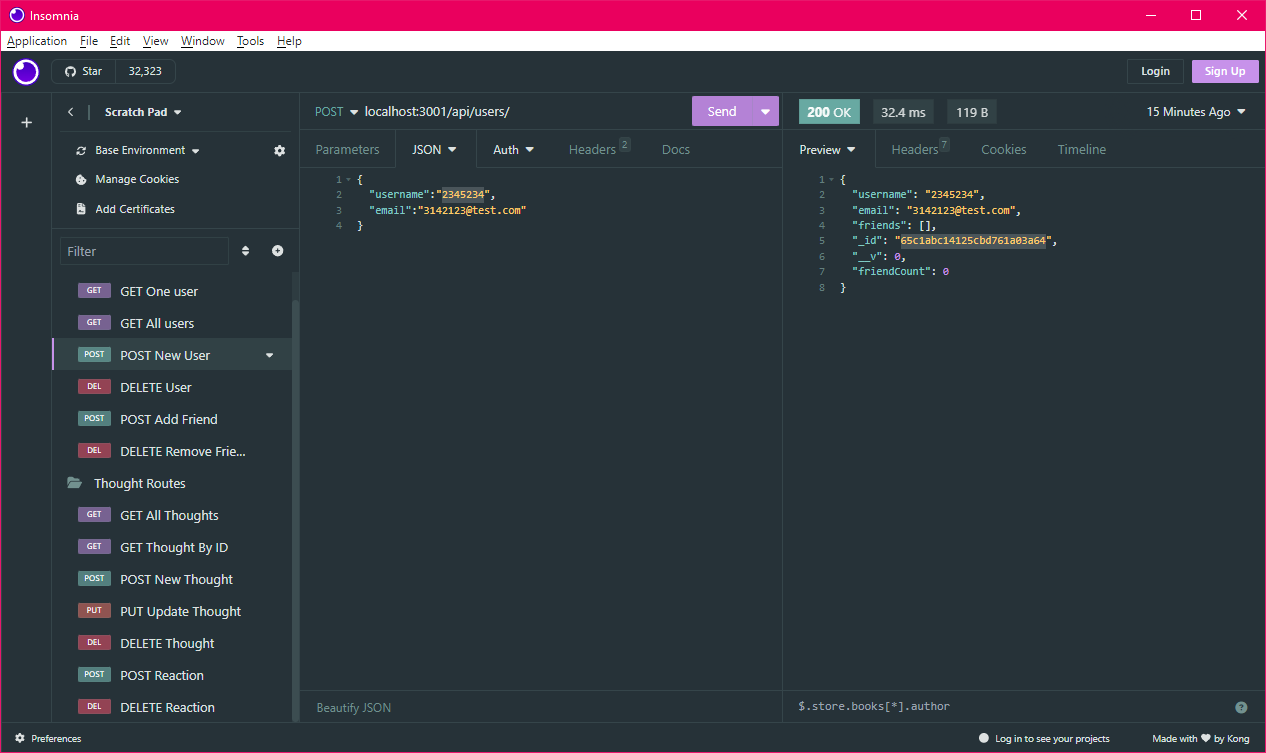 Insomnia
Application File Edit View Window Tools Help
Star 32,323
Login Sign Up
Scratch Pad
Base Environment
Manage Cookies
Add Certificates
Filter
GET GET One user
GET GET All users
POST POST New User
DEL DELETE User
POST POST Add Friend
DEL DELETE Remove Frie...
Thought Routes
GET GET All Thoughts
GET GET Thought By ID
POST POST New Thought
PUT PUT Update Thought
DEL DELETE Thought
POST POST Reaction
DEL DELETE Reaction
POST localhost:3001/api/users/ Send
Parameters JSON Auth Headers 2 Docs
1 {
2 "username":"2345234",
3 "email":"3142123@test.com"
4 }
Beautify JSON
200 OK 32.4 ms 119 B 15 Minutes Ago
Preview Headers 7 Cookies Timeline
1 {
2 "username": "2345234",
3 "email": "3142123@test.com",
4 "friends": [],
5 "_id": "65c1abc14125cbd761a03a64",
6 "__v": 0,
7 "friendCount": 0
8 }
$.store.books[*].author
Preferences
Log in to see your projects Made with ♥ by Kong